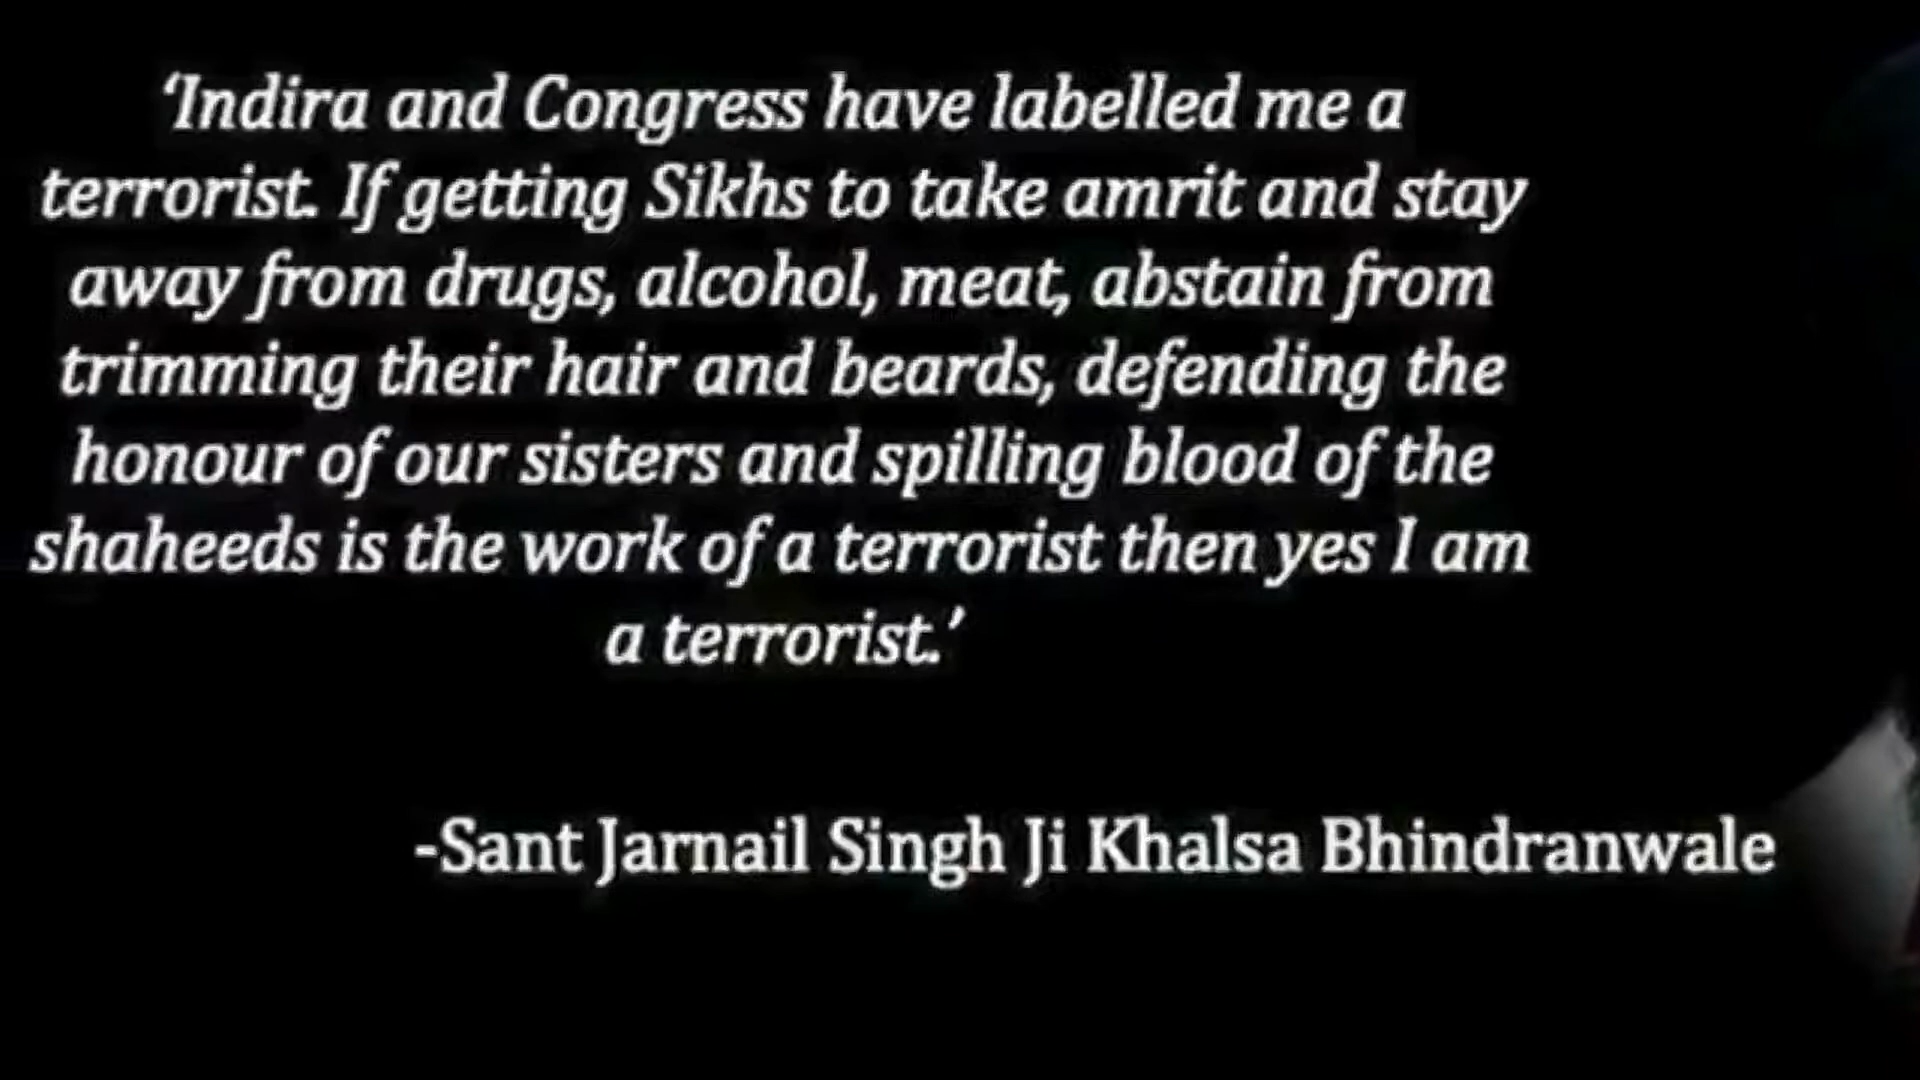 ‘Indira and Congress have labelled me a
terrorist. If getting Sikhs to take amrit and stay
away from drugs, alcohol, meat, abstain from
trimming their hair and beards, defending the
honour of our sisters and spilling blood of the
shaheeds is the work of a terrorist then yes I am
a terrorist.’
-Sant Jarnail Singh Ji Khalsa Bhindranwale